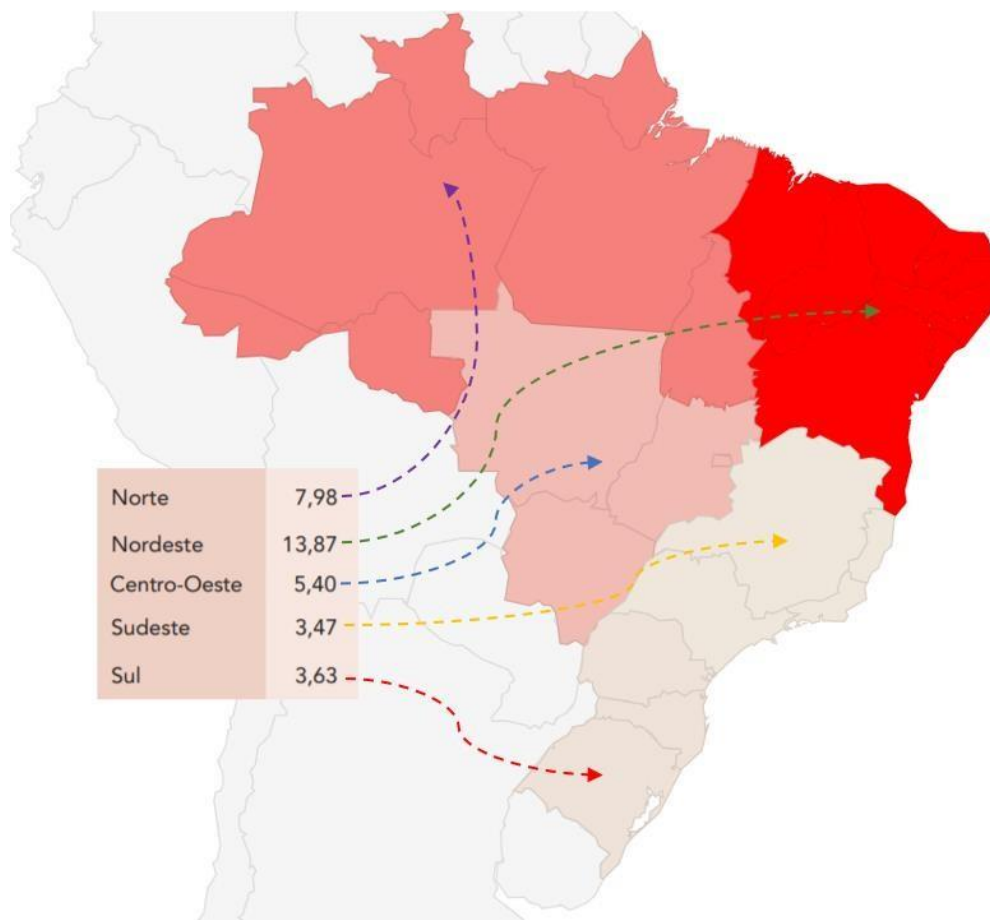 Norte 7,98
Nordeste 13,87
Centro-Oeste 5,40
Sudeste 3,47
Sul 3,63